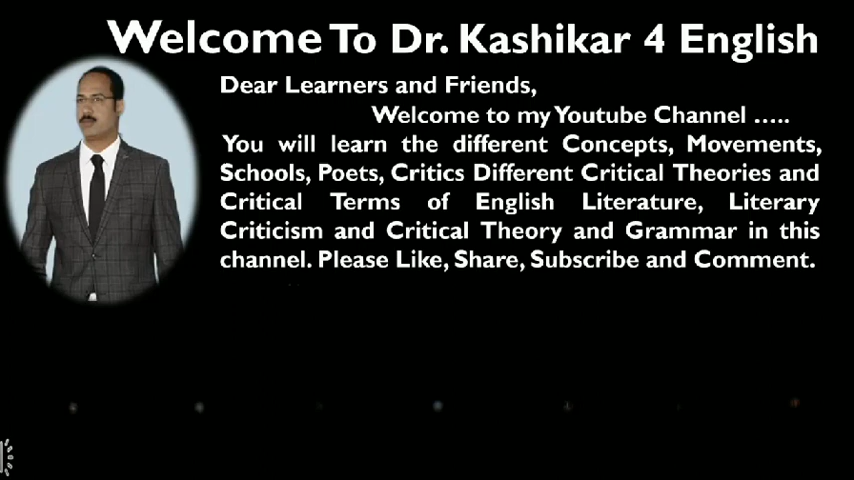 Welcome To Dr. Kashikar 4 English
Dear Learners and Friends,
Welcome to my Youtube Channel …..
You will learn the different Concepts, Movements,
Schools, Poets, Critics Different Critical Theories and
Critical Terms of English Literature, Literary
Criticism and Critical Theory and Grammar in this
channel. Please Like, Share, Subscribe and Comment.